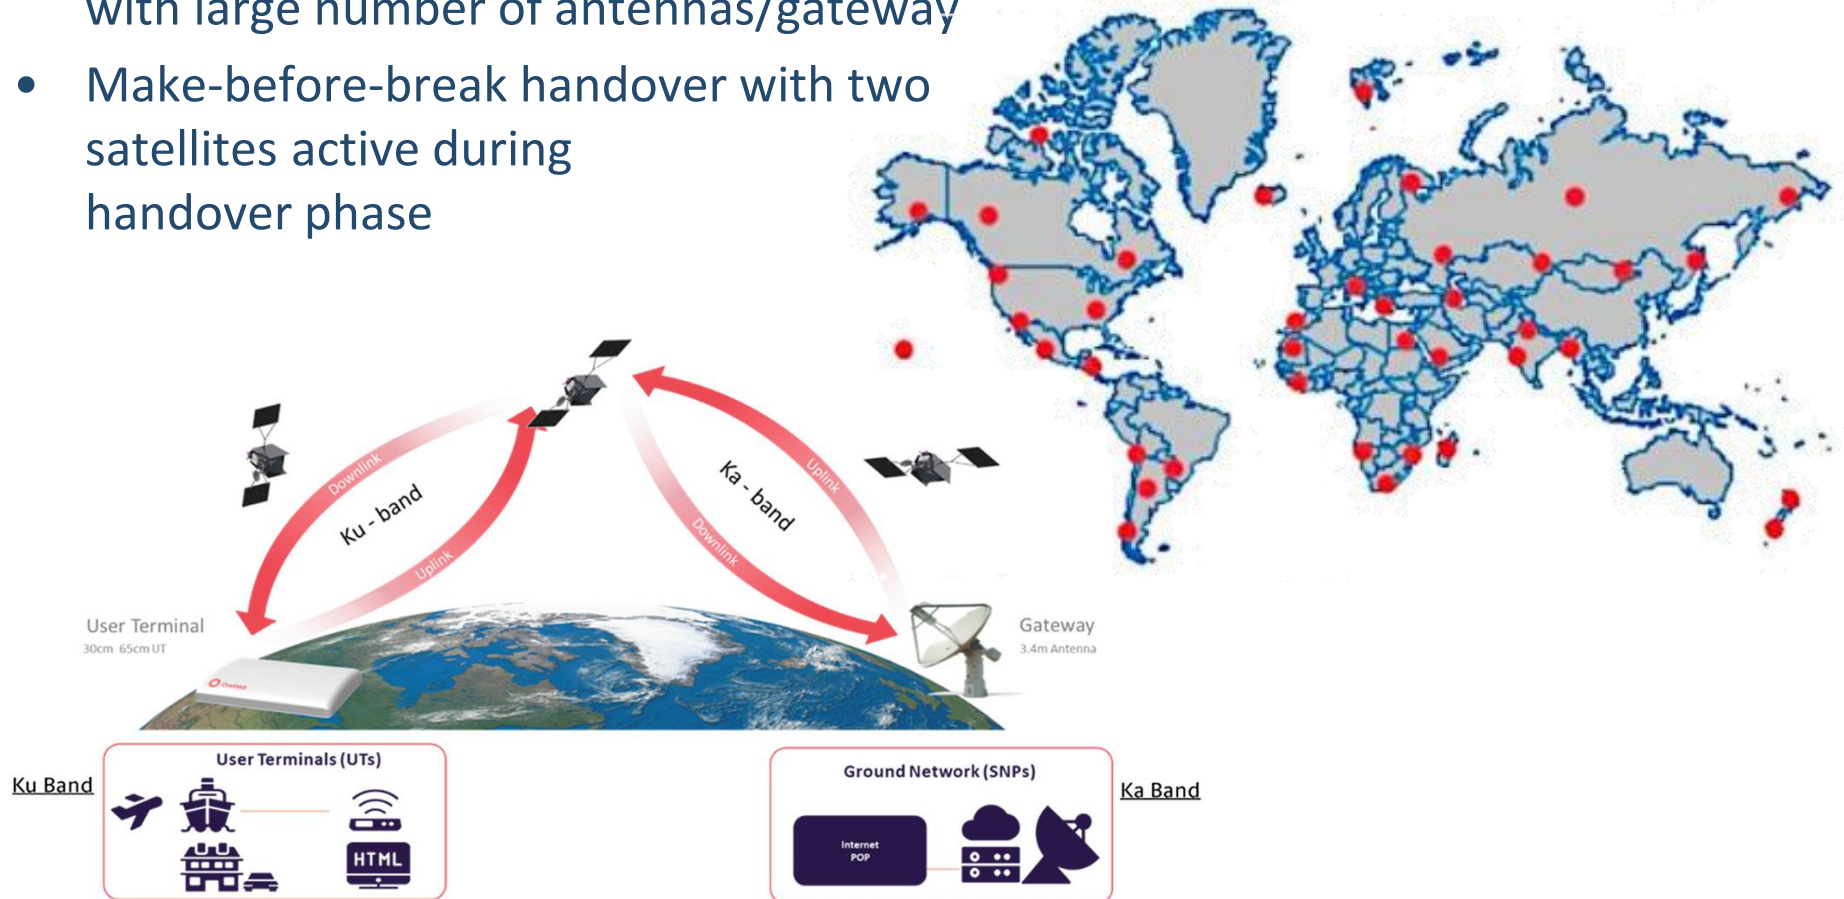 with large number of antennas/gateway
• Make-before-break handover with two
satellites active during
handover phase
Downlink
Ku - band
Uplink
Uplink
Ka - band
Downlink
User Terminal
30cm 65cm UT
OneWeb
Gateway
3.4m Antenna
Ku Band
User Terminals (UTs)
HTML
Ground Network (SNPs)
Internet
POP
Ka Band